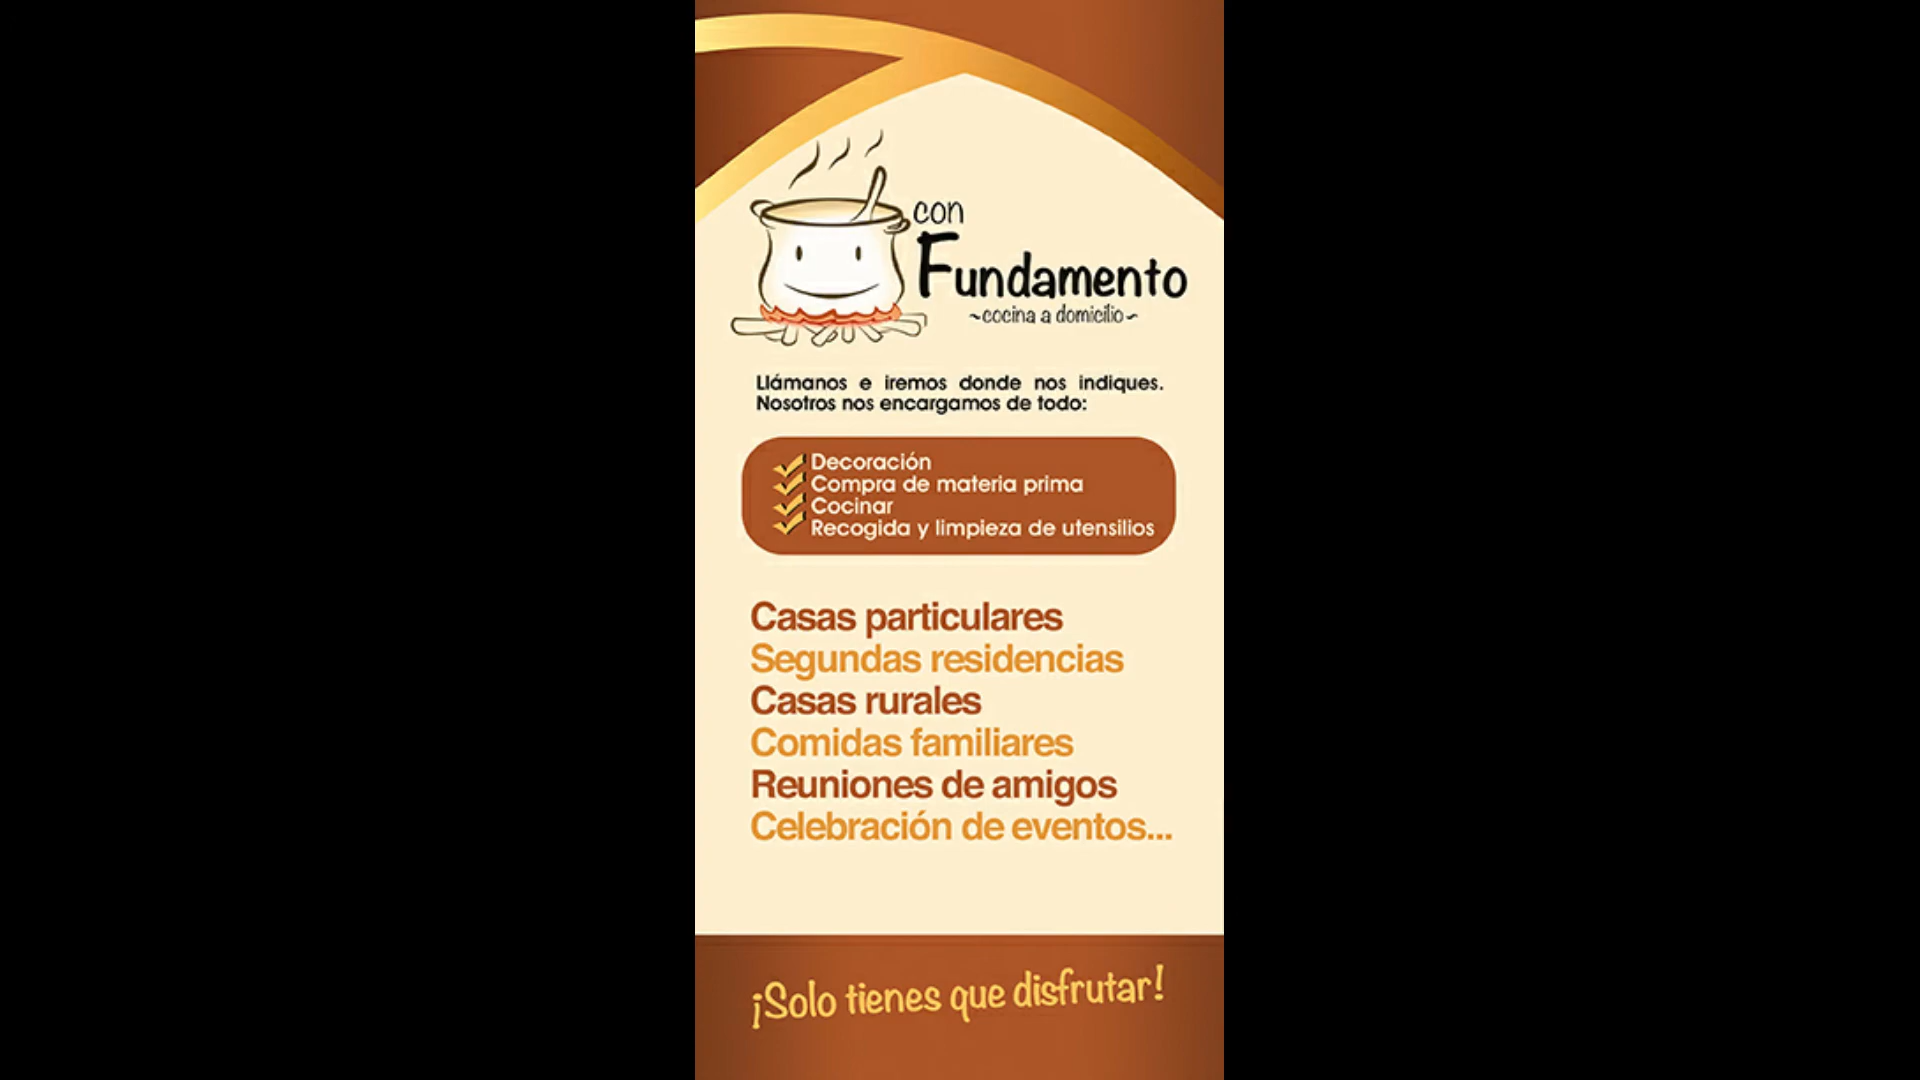 con
Fundamento
~cocina a domicilio~
Llámanos e iremos donde nos indiques.
Nosotros nos encargamos de todo:
Decoración
Compra de materia prima
Cocinar
Recogida y limpieza de utensilios
Casas particulares
Segundas residencias
Casas rurales
Comidas familiares
Reuniones de amigos
Celebración de eventos...
¡Solo tienes que disfrutar!